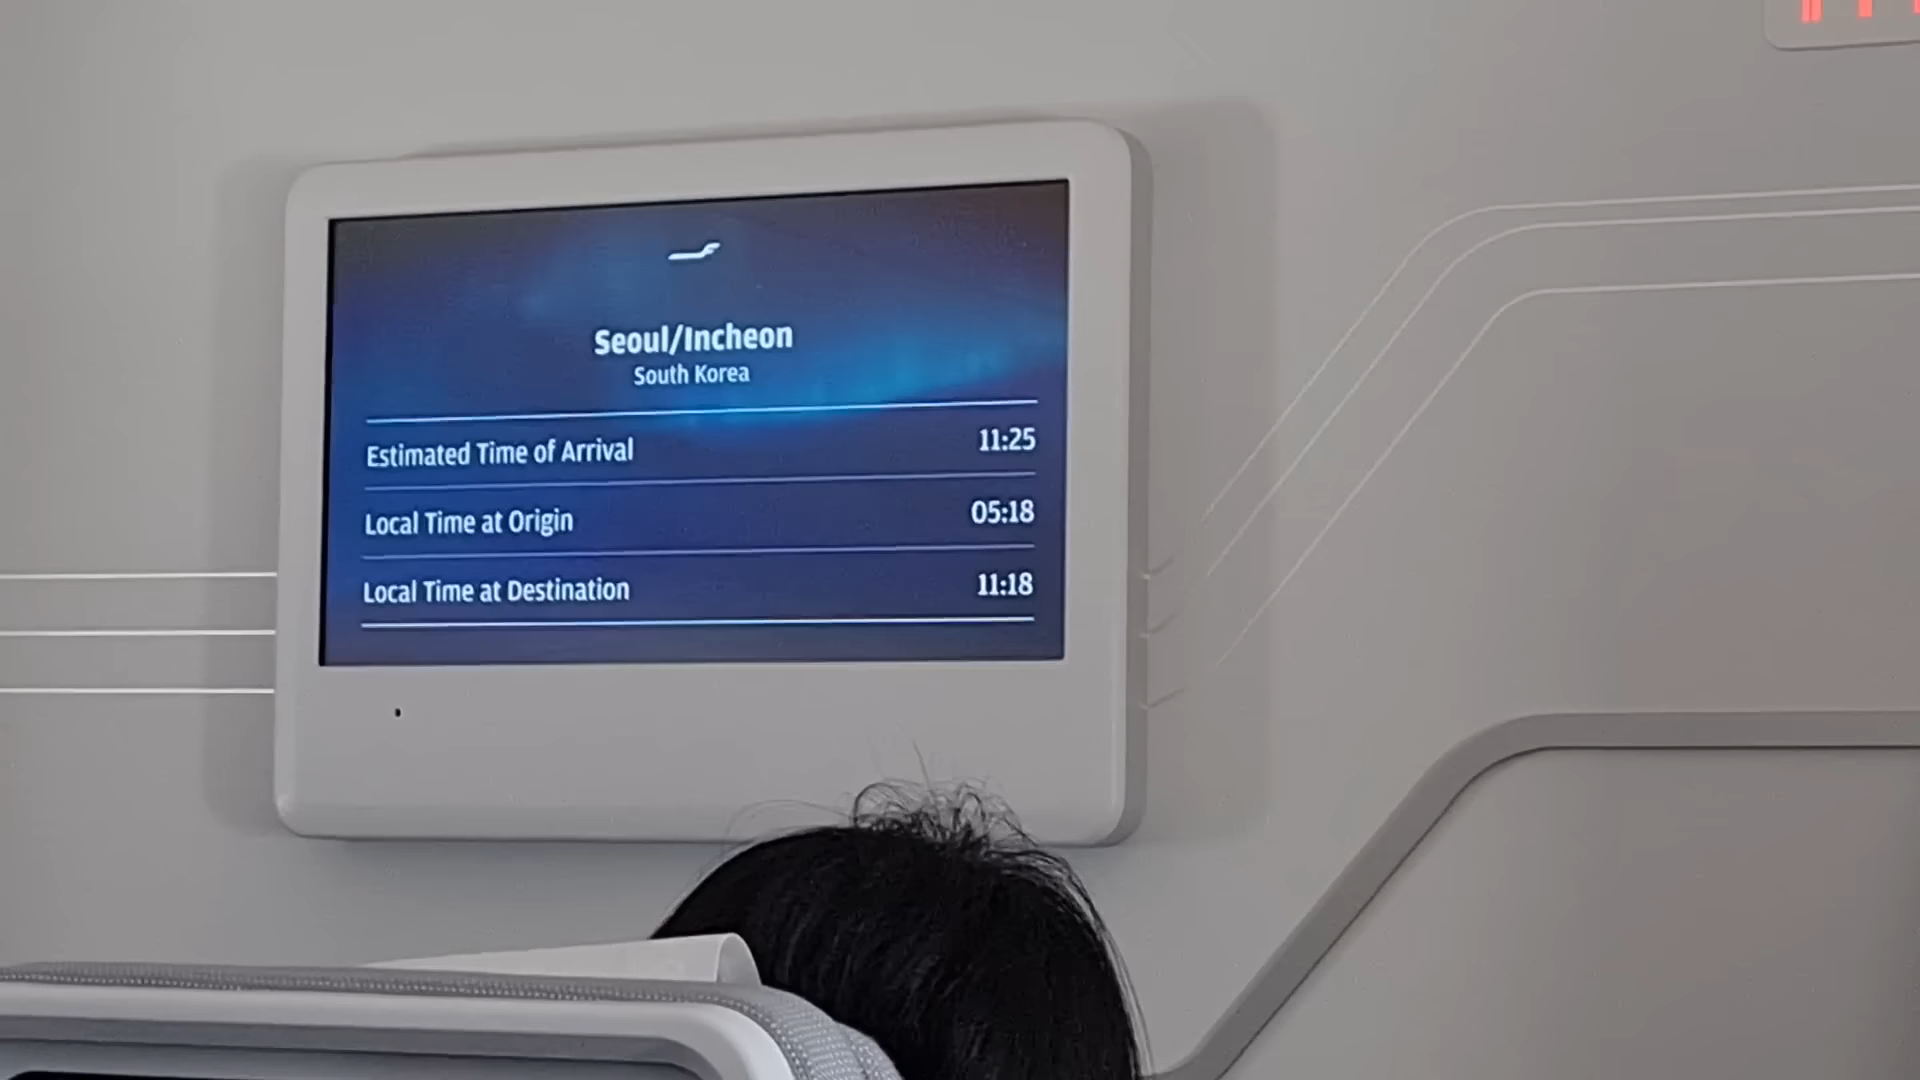 Seoul/Incheon
South Korea
Estimated Time of Arrival 11:25
Local Time at Origin 05:18
Local Time at Destination 11:18